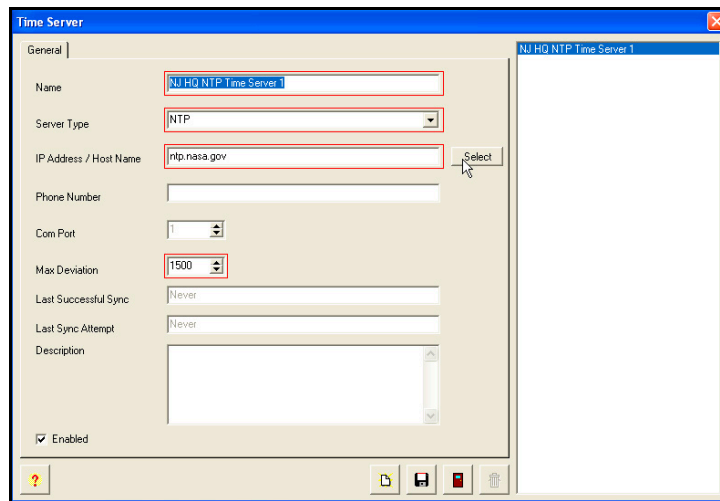 Time Server
General
NJ HQ NTP Time Server 1
Name
NJ HQ NTP Time Server 1
Server Type
NTP
IP Address / Host Name
ntp.nasa.gov
Select
Phone Number
Com Port
1
Max Deviation
1500
Last Successful Sync
Never
Last Sync Attempt
Never
Description
Enabled
?